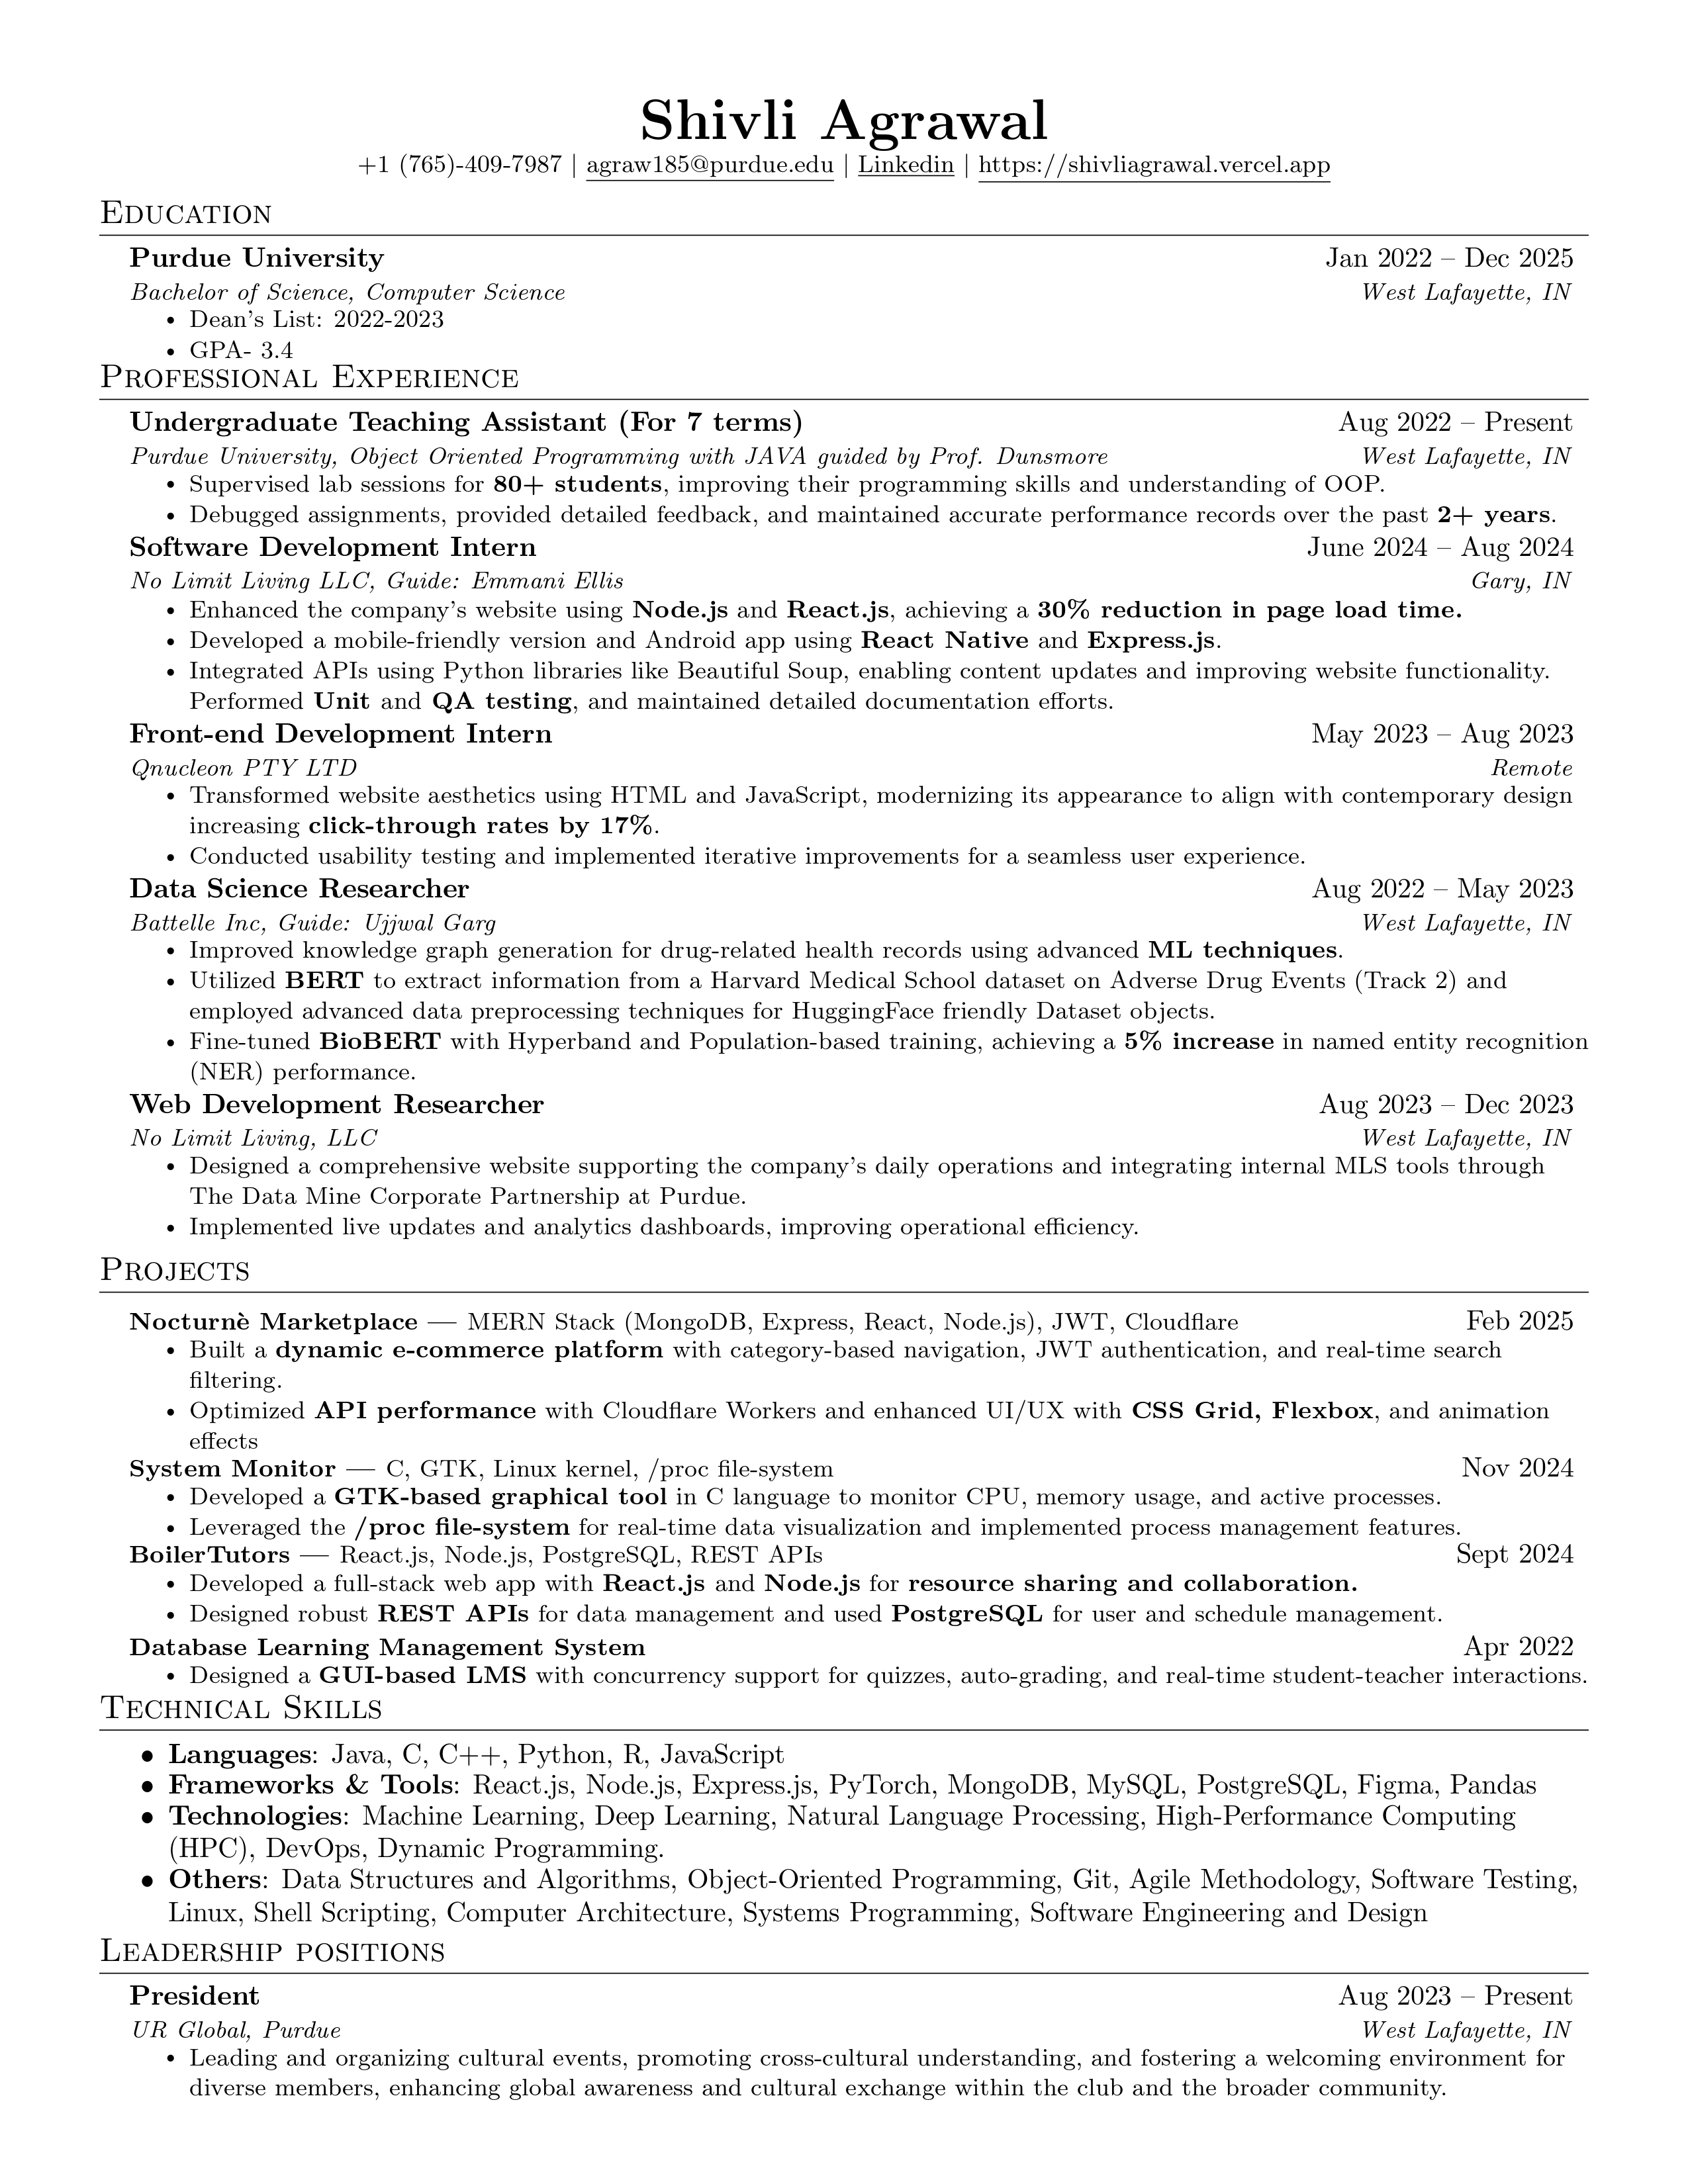 Shivli Agrawal
+1 (765)-409-7987 | agraw185@purdue.edu | Linkedin | https://shivliagrawal.vercel.app
Education
Purdue University Jan 2022 – Dec 2025
Bachelor of Science, Computer Science West Lafayette, IN
• Dean's List: 2022-2023
• GPA- 3.4
Professional Experience
Undergraduate Teaching Assistant (For 7 terms) Aug 2022 – Present
Purdue University, Object Oriented Programming with JAVA guided by Prof. Dunsmore West Lafayette, IN
• Supervised lab sessions for 80+ students, improving their programming skills and understanding of OOP.
• Debugged assignments, provided detailed feedback, and maintained accurate performance records over the past 2+ years.
Software Development Intern June 2024 – Aug 2024
No Limit Living LLC, Guide: Emmani Ellis Gary, IN
• Enhanced the company's website using Node.js and React.js, achieving a 30% reduction in page load time.
• Developed a mobile-friendly version and Android app using React Native and Express.js.
• Integrated APIs using Python libraries like Beautiful Soup, enabling content updates and improving website functionality.
Performed Unit and QA testing, and maintained detailed documentation efforts.
Front-end Development Intern May 2023 – Aug 2023
Qnucleon PTY LTD Remote
• Transformed website aesthetics using HTML and JavaScript, modernizing its appearance to align with contemporary design
increasing click-through rates by 17%.
• Conducted usability testing and implemented iterative improvements for a seamless user experience.
Data Science Researcher Aug 2022 – May 2023
Battelle Inc, Guide: Ujjwal Garg West Lafayette, IN
• Improved knowledge graph generation for drug-related health records using advanced ML techniques.
• Utilized BERT to extract information from a Harvard Medical School dataset on Adverse Drug Events (Track 2) and
employed advanced data preprocessing techniques for HuggingFace friendly Dataset objects.
• Fine-tuned BioBERT with Hyperband and Population-based training, achieving a 5% increase in named entity recognition
(NER) performance.
Web Development Researcher Aug 2023 – Dec 2023
No Limit Living, LLC West Lafayette, IN
• Designed a comprehensive website supporting the company's daily operations and integrating internal MLS tools through
The Data Mine Corporate Partnership at Purdue.
• Implemented live updates and analytics dashboards, improving operational efficiency.
Projects
Nocturnè Marketplace — MERN Stack (MongoDB, Express, React, Node.js), JWT, Cloudflare Feb 2025
• Built a dynamic e-commerce platform with category-based navigation, JWT authentication, and real-time search
filtering.
• Optimized API performance with Cloudflare Workers and enhanced UI/UX with CSS Grid, Flexbox, and animation
effects
System Monitor — C, GTK, Linux kernel, /proc file-system Nov 2024
• Developed a GTK-based graphical tool in C language to monitor CPU, memory usage, and active processes.
• Leveraged the /proc file-system for real-time data visualization and implemented process management features.
BoilerTutors — React.js, Node.js, PostgreSQL, REST APIs Sept 2024
• Developed a full-stack web app with React.js and Node.js for resource sharing and collaboration.
• Designed robust REST APIs for data management and used PostgreSQL for user and schedule management.
Database Learning Management System Apr 2022
• Designed a GUI-based LMS with concurrency support for quizzes, auto-grading, and real-time student-teacher interactions.
Technical Skills
• Languages: Java, C, C++, Python, R, JavaScript
• Frameworks & Tools: React.js, Node.js, Express.js, PyTorch, MongoDB, MySQL, PostgreSQL, Figma, Pandas
• Technologies: Machine Learning, Deep Learning, Natural Language Processing, High-Performance Computing
(HPC), DevOps, Dynamic Programming.
• Others: Data Structures and Algorithms, Object-Oriented Programming, Git, Agile Methodology, Software Testing,
Linux, Shell Scripting, Computer Architecture, Systems Programming, Software Engineering and Design
Leadership positions
President Aug 2023 – Present
UR Global, Purdue West Lafayette, IN
• Leading and organizing cultural events, promoting cross-cultural understanding, and fostering a welcoming environment for
diverse members, enhancing global awareness and cultural exchange within the club and the broader community.